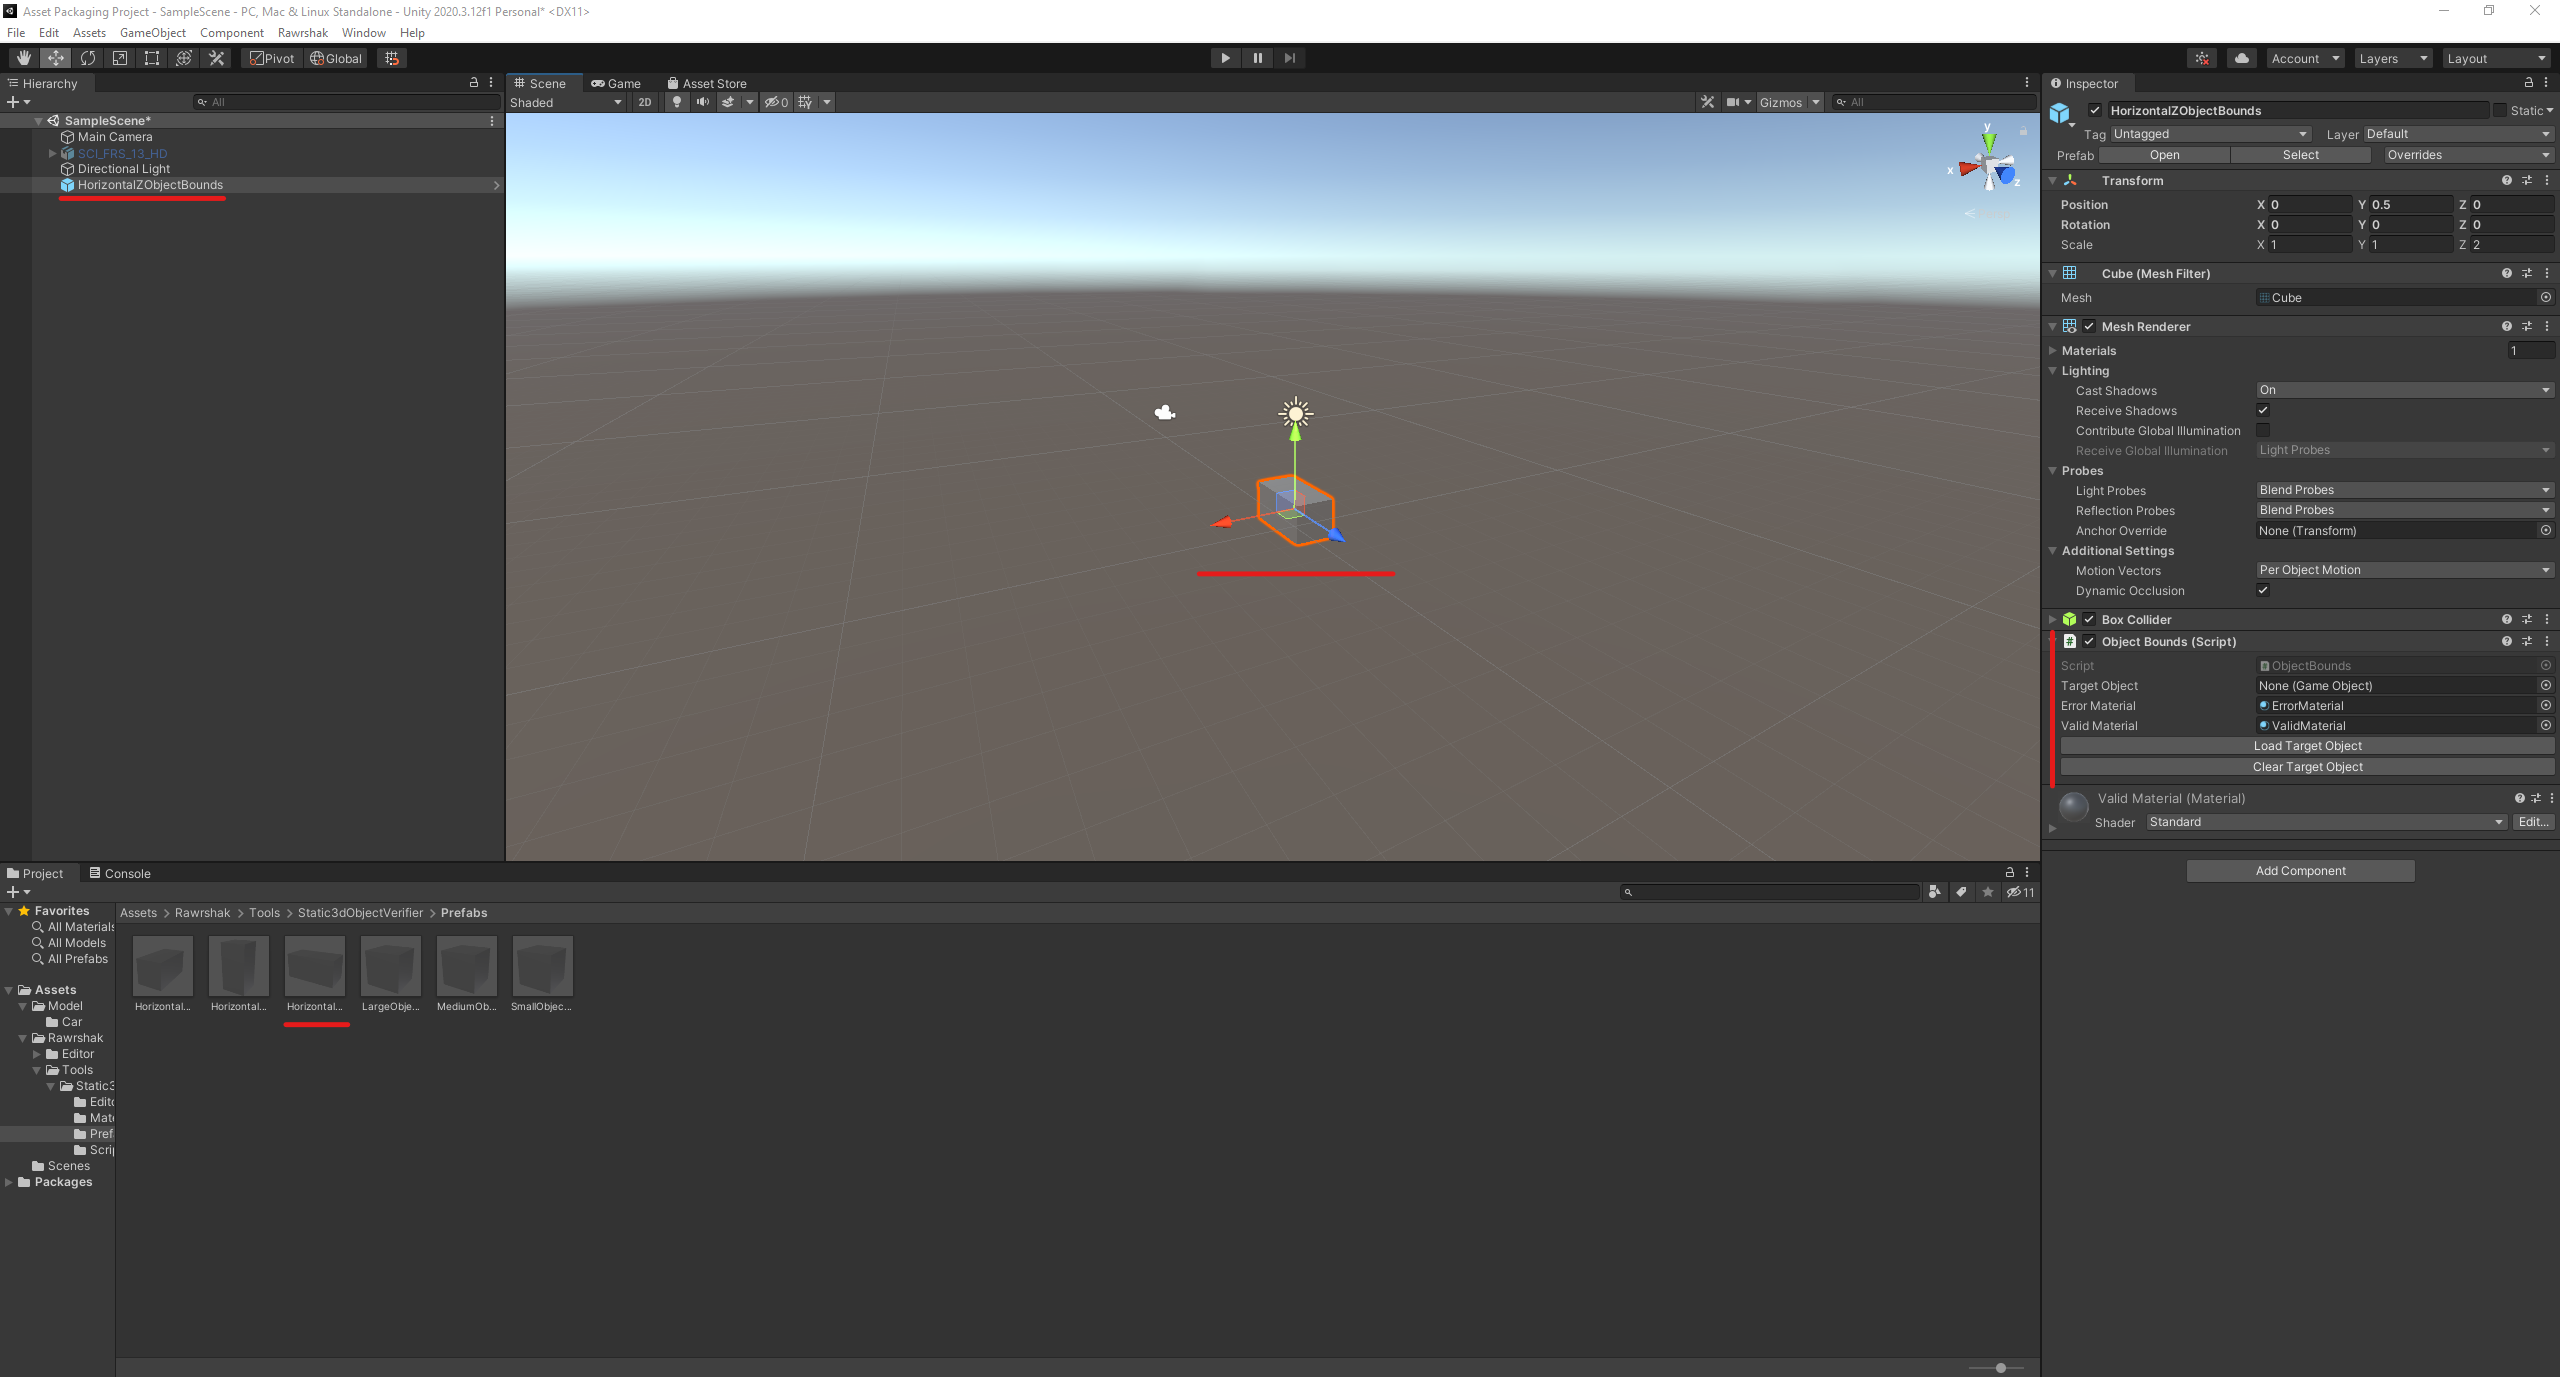 Asset Packaging Project - SampleScene - PC, Mac & Linux Standalone - Unity 2020.3.12f1 Personal* <DX11>
File Edit Assets GameObject Component Rawrshak Window Help
Pivot Global
Account Layers Layout
Hierarchy
All
SampleScene*
Main Camera
SCI_FRS_13_HD
Directional Light
HorizontalZObjectBounds
Scene Game Asset Store
Shaded 2D 0 Gizmos All
y
x
z
Inspector
HorizontalZObjectBounds Static
Tag Untagged Layer Default
Prefab Open Select Overrides
Transform
Position X 0 Y 0.5 Z 0
Rotation X 0 Y 0 Z 0
Scale X 1 Y 1 Z 2
Cube (Mesh Filter)
Mesh Cube
Mesh Renderer
Materials 1
Lighting
Cast Shadows On
Receive Shadows
Contribute Global Illumination
Receive Global Illumination Light Probes
Probes
Light Probes Blend Probes
Reflection Probes Blend Probes
Anchor Override None (Transform)
Additional Settings
Motion Vectors Per Object Motion
Dynamic Occlusion
Box Collider
# Object Bounds (Script)
Script ObjectBounds
Target Object None (Game Object)
Error Material ErrorMaterial
Valid Material ValidMaterial
Load Target Object
Clear Target Object
Valid Material (Material)
Shader Standard Edit...
Add Component
Project Console
11
Favorites
All Materials
All Models
All Prefabs
Assets
Model
Car
Rawrshak
Editor
Tools
Static3
Edito
Mate
Prefa
Scrip
Scenes
Packages
Assets > Rawrshak > Tools > Static3dObjectVerifier > Prefabs
Horizontal... Horizontal... Horizontal... LargeObje... MediumOb... SmallObjec...